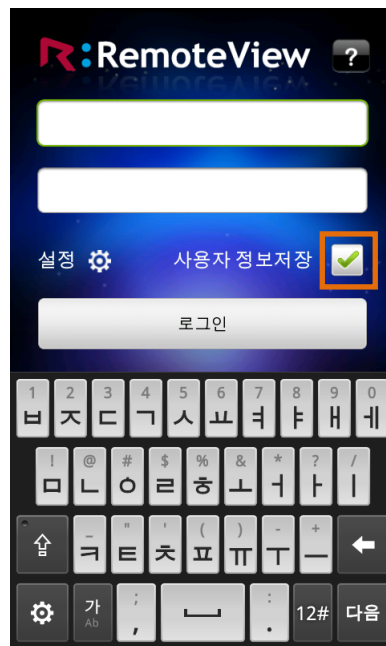 R:RemoteView ?
설정 사용자 정보저장
로그인
1 2 3 4 5 6 7 8 9 0
ㅂ ㅈ ㄷ ㄱ ㅅ ㅛ ㅕ ㅑ ㅐ ㅔ
! @ # $ % & * ? /
ㅁ ㄴ ㅇ ㄹ ㅎ ㅗ ㅓ ㅏ ㅣ
_ " ' ( ) - +
ㅋ ㅌ ㅊ ㅍ ㅠ ㅜ ㅡ
가 ; : 12# 다음
Ab , .